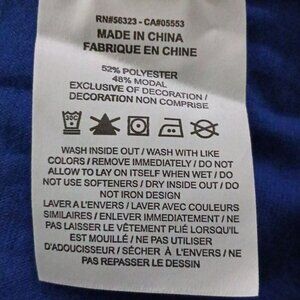 RN#56323 - CA#05553
MADE IN CHINA
FABRIQUE EN CHINE
52% POLYESTER
48% MODAL
EXCLUSIVE OF DECORATION /
DECORATION NON COMPRISE
30C
WASH INSIDE OUT / WASH WITH LIKE
COLORS / REMOVE IMMEDIATELY / DO NOT
ALLOW TO LAY ON ITSELF WHEN WET / DO
NOT USE SOFTENERS / DRY INSIDE OUT / DO
NOT IRON DESIGN
LAVER A L'ENVERS / LAVER AVEC COULEURS
SIMILAIRES / ENLEVER IMMEDIATEMENT / NE
PAS LAISSER LE VÊTEMENT PLIÉ LORSQU'IL
EST MOUILLÉ / NE PAS UTILISER
D'ADOUCISSEUR / SÉCHER À L'ENVERS / NE
PAS REPASSER LE DESSIN